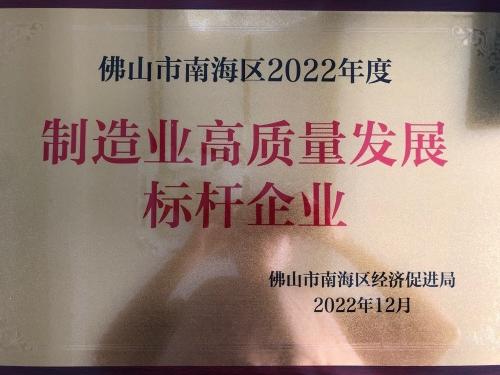 佛山市南海区2022年度
制造业高质量发展
标杆企业
佛山市南海区经济促进局
2022年12月